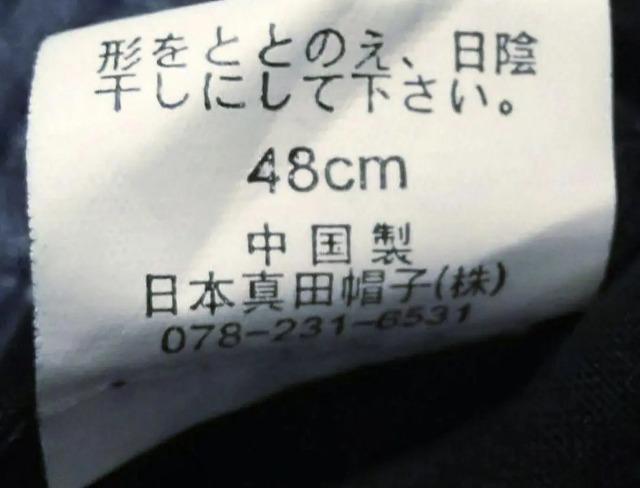 形をととのえ、日陰
干しにして下さい。
48cm
中国製
日本真田帽子(株)
078-231-6531